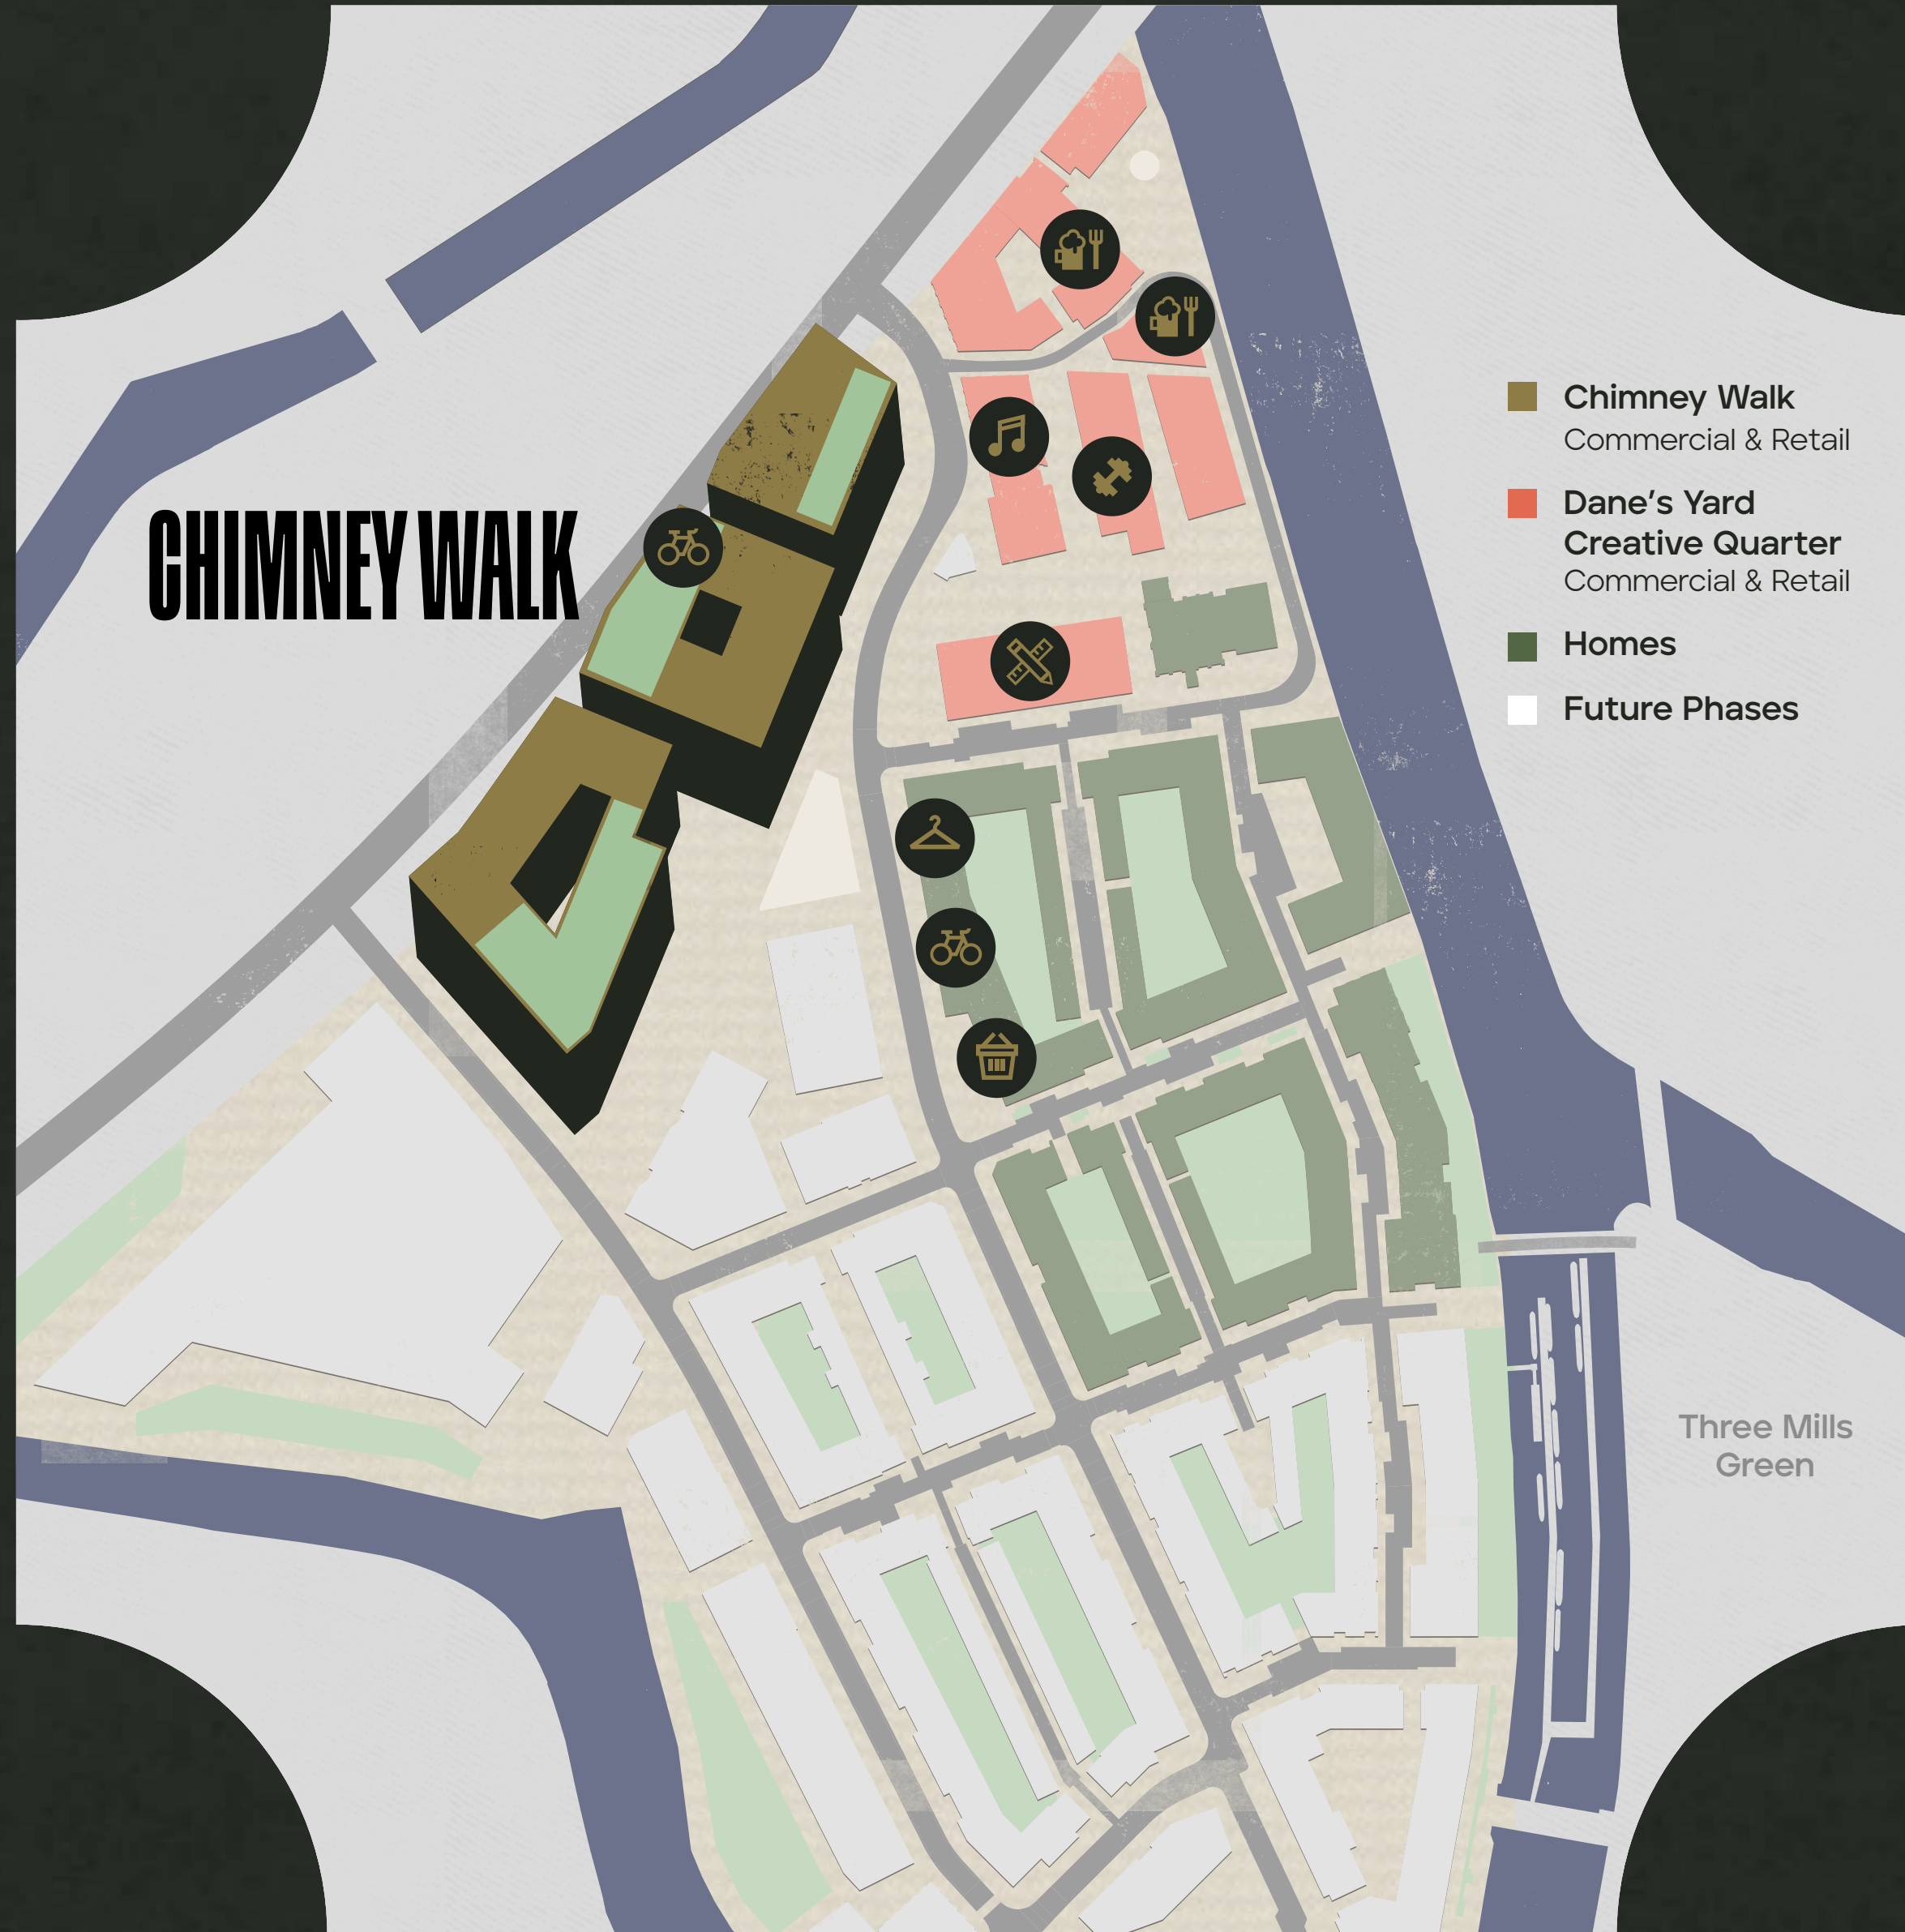 CHIMNEY WALK
Chimney Walk
Commercial & Retail
Dane's Yard
Creative Quarter
Commercial & Retail
Homes
Future Phases
Three Mills
Green